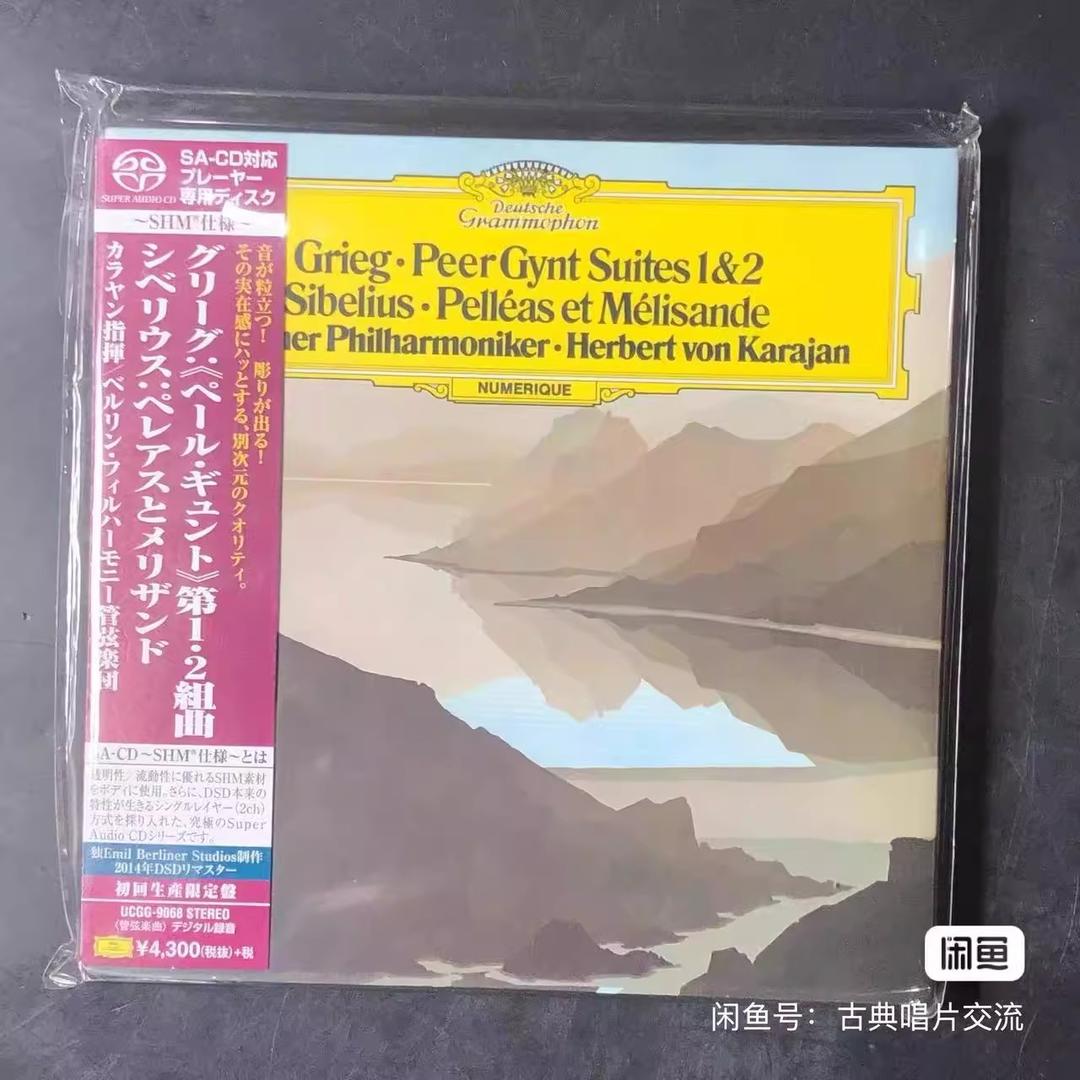 SA-CD対応
プレーヤー
専用ディスク
SUPER AUDIO CD
～SHM®仕様～
音が粒立つ! 彫りが出る!
その実在感にハッとする、別次元のクオリティ。
グリーグ:《ペール・ギュント》第1・2組曲
シベリウス:ペレアスとメリザンド
カラヤン指揮/ベルリン・フィルハーモニー管弦楽団
SA-CD～SHM®仕様～とは
透明性/流動性に優れるSHM素材
をボディに使用。さらに、DSD本来の
特性が生きるシングルレイヤー(2ch)
方式を採り入れた、究極のSuper
Audio CDシリーズです。
独Emil Berliner Studios制作
2014年DSDリマスター
初回生産限定盤
UCGG-9068 STEREO
〈管弦楽曲〉デジタル録音
¥4,300(税抜)+税
Deutsche
Grammophon
Grieg · Peer Gynt Suites 1&2
Sibelius · Pelléas et Mélisande
ner Philharmoniker · Herbert von Karajan
NUMERIQUE
闲鱼
闲鱼号：古典唱片交流